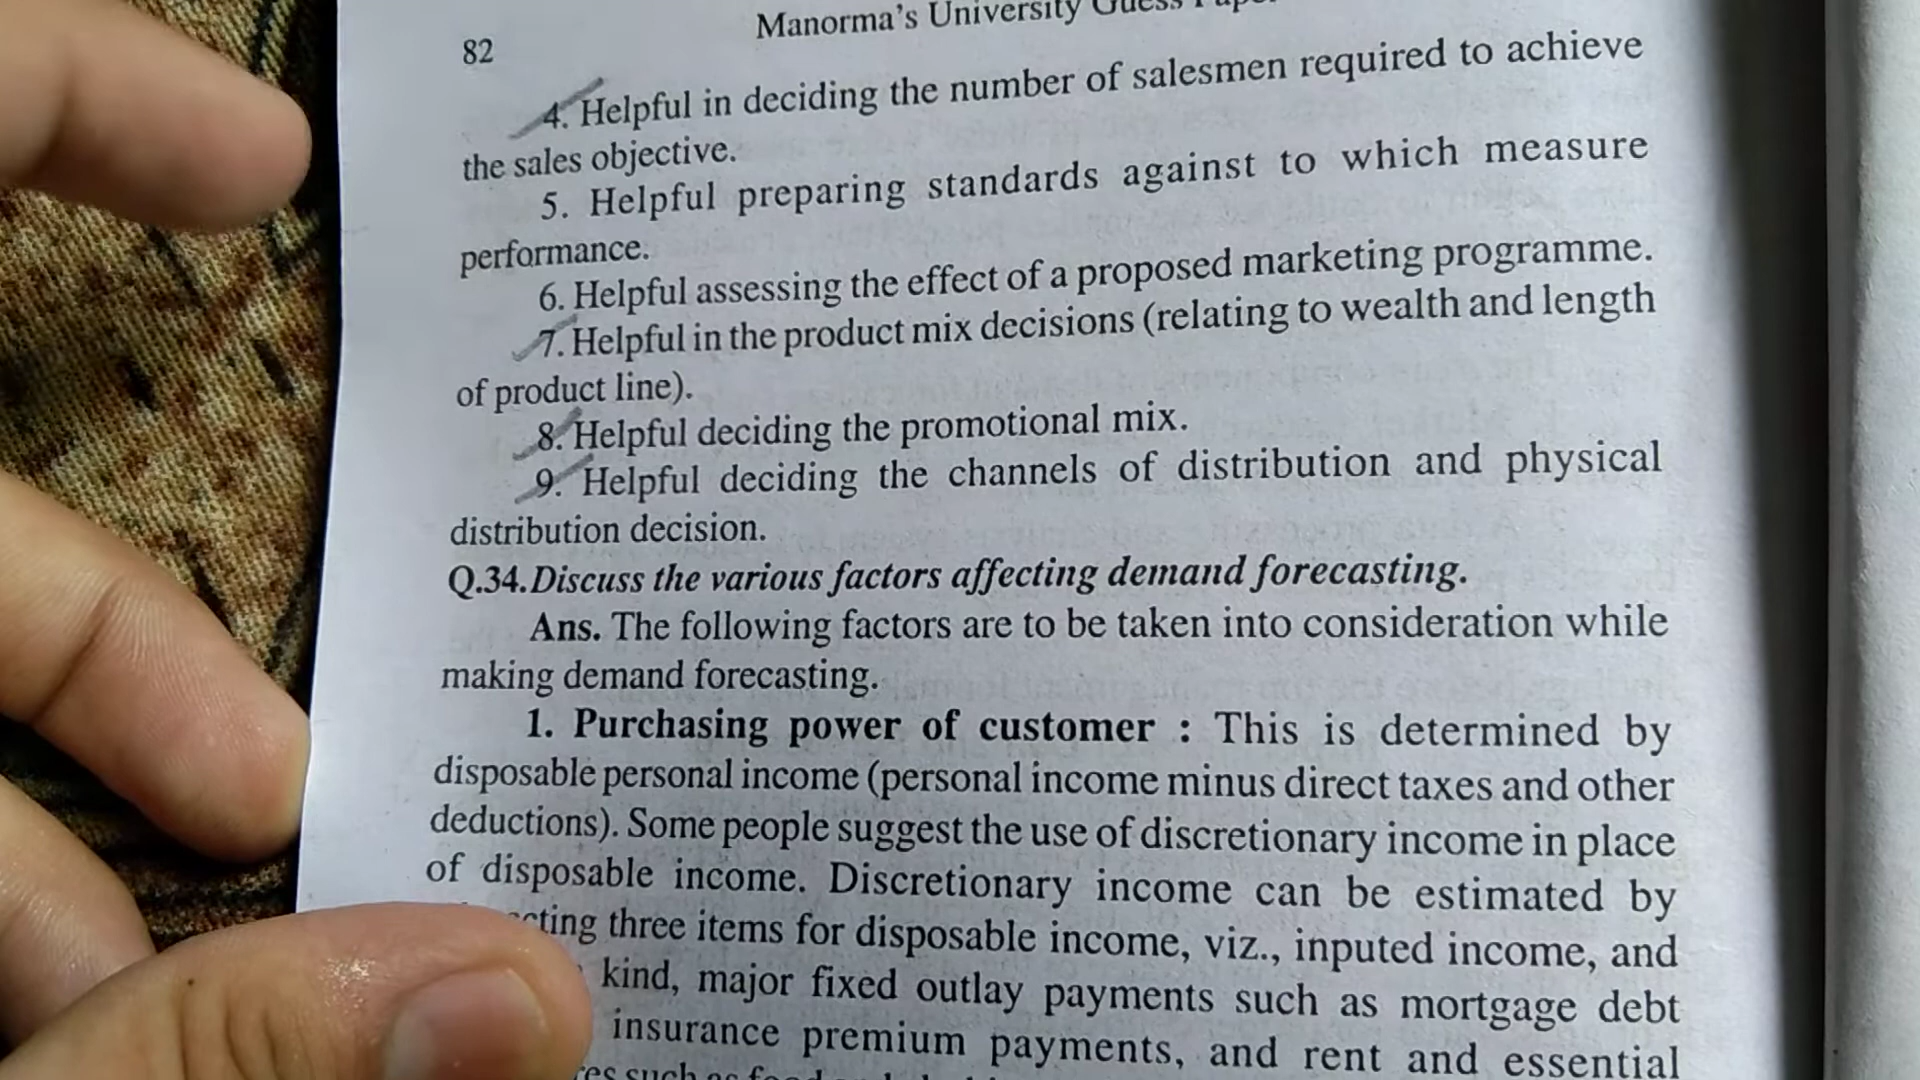 Manorma's University Guess
82
4. Helpful in deciding the number of salesmen required to achieve
the sales objective.
5. Helpful preparing standards against to which measure
performance.
6. Helpful assessing the effect of a proposed marketing programme.
7. Helpful in the product mix decisions (relating to wealth and length
of product line).
8. Helpful deciding the promotional mix.
9. Helpful deciding the channels of distribution and physical
distribution decision.
Q.34. Discuss the various factors affecting demand forecasting.
Ans. The following factors are to be taken into consideration while
making demand forecasting.
1. Purchasing power of customer : This is determined by
disposable personal income (personal income minus direct taxes and other
deductions). Some people suggest the use of discretionary income in place
of disposable income. Discretionary income can be estimated by
three items for disposable income, viz., inputed income, and
kind, major fixed outlay payments such as mortgage debt
insurance premium payments, and rent and essential
such as